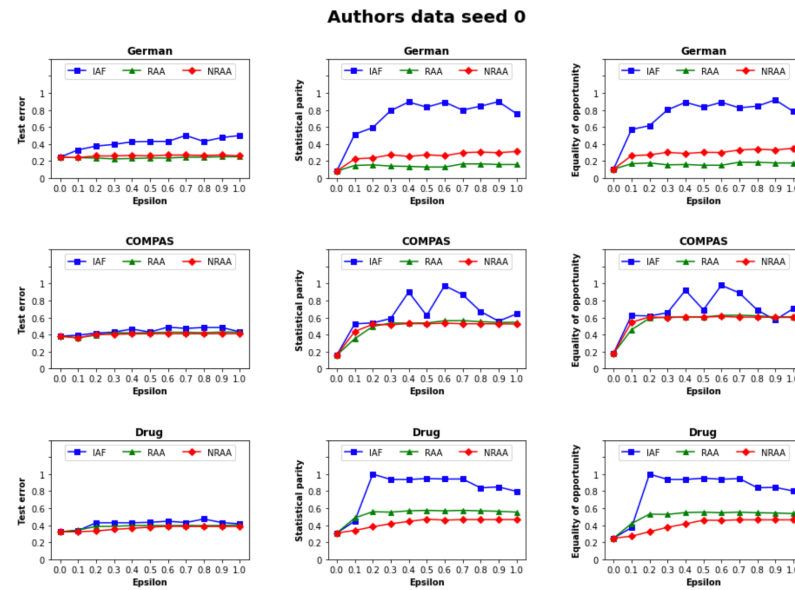 Authors data seed 0
German
German
German
IAF RAA NRAA
IAF RAA NRAA
IAF RAA NRAA
Test error
Statistical parity
Equality of opportunity
1
0.8
0.6
0.4
0.2
0
1
0.8
0.6
0.4
0.2
0
1
0.8
0.6
0.4
0.2
0
0.0 0.1 0.2 0.3 0.4 0.5 0.6 0.7 0.8 0.9 1.0
0.0 0.1 0.2 0.3 0.4 0.5 0.6 0.7 0.8 0.9 1.0
0.0 0.1 0.2 0.3 0.4 0.5 0.6 0.7 0.8 0.9 1.0
Epsilon
Epsilon
Epsilon
COMPAS
COMPAS
COMPAS
IAF RAA NRAA
IAF RAA NRAA
IAF RAA NRAA
Test error
Statistical parity
Equality of opportunity
1
0.8
0.6
0.4
0.2
0
1
0.8
0.6
0.4
0.2
0
1
0.8
0.6
0.4
0.2
0
0.0 0.1 0.2 0.3 0.4 0.5 0.6 0.7 0.8 0.9 1.0
0.0 0.1 0.2 0.3 0.4 0.5 0.6 0.7 0.8 0.9 1.0
0.0 0.1 0.2 0.3 0.4 0.5 0.6 0.7 0.8 0.9 1.0
Epsilon
Epsilon
Epsilon
Drug
Drug
Drug
IAF RAA NRAA
IAF RAA NRAA
IAF RAA NRAA
Test error
Statistical parity
Equality of opportunity
1
0.8
0.6
0.4
0.2
0
1
0.8
0.6
0.4
0.2
0
1
0.8
0.6
0.4
0.2
0
0.0 0.1 0.2 0.3 0.4 0.5 0.6 0.7 0.8 0.9 1.0
0.0 0.1 0.2 0.3 0.4 0.5 0.6 0.7 0.8 0.9 1.0
0.0 0.1 0.2 0.3 0.4 0.5 0.6 0.7 0.8 0.9 1.0
Epsilon
Epsilon
Epsilon